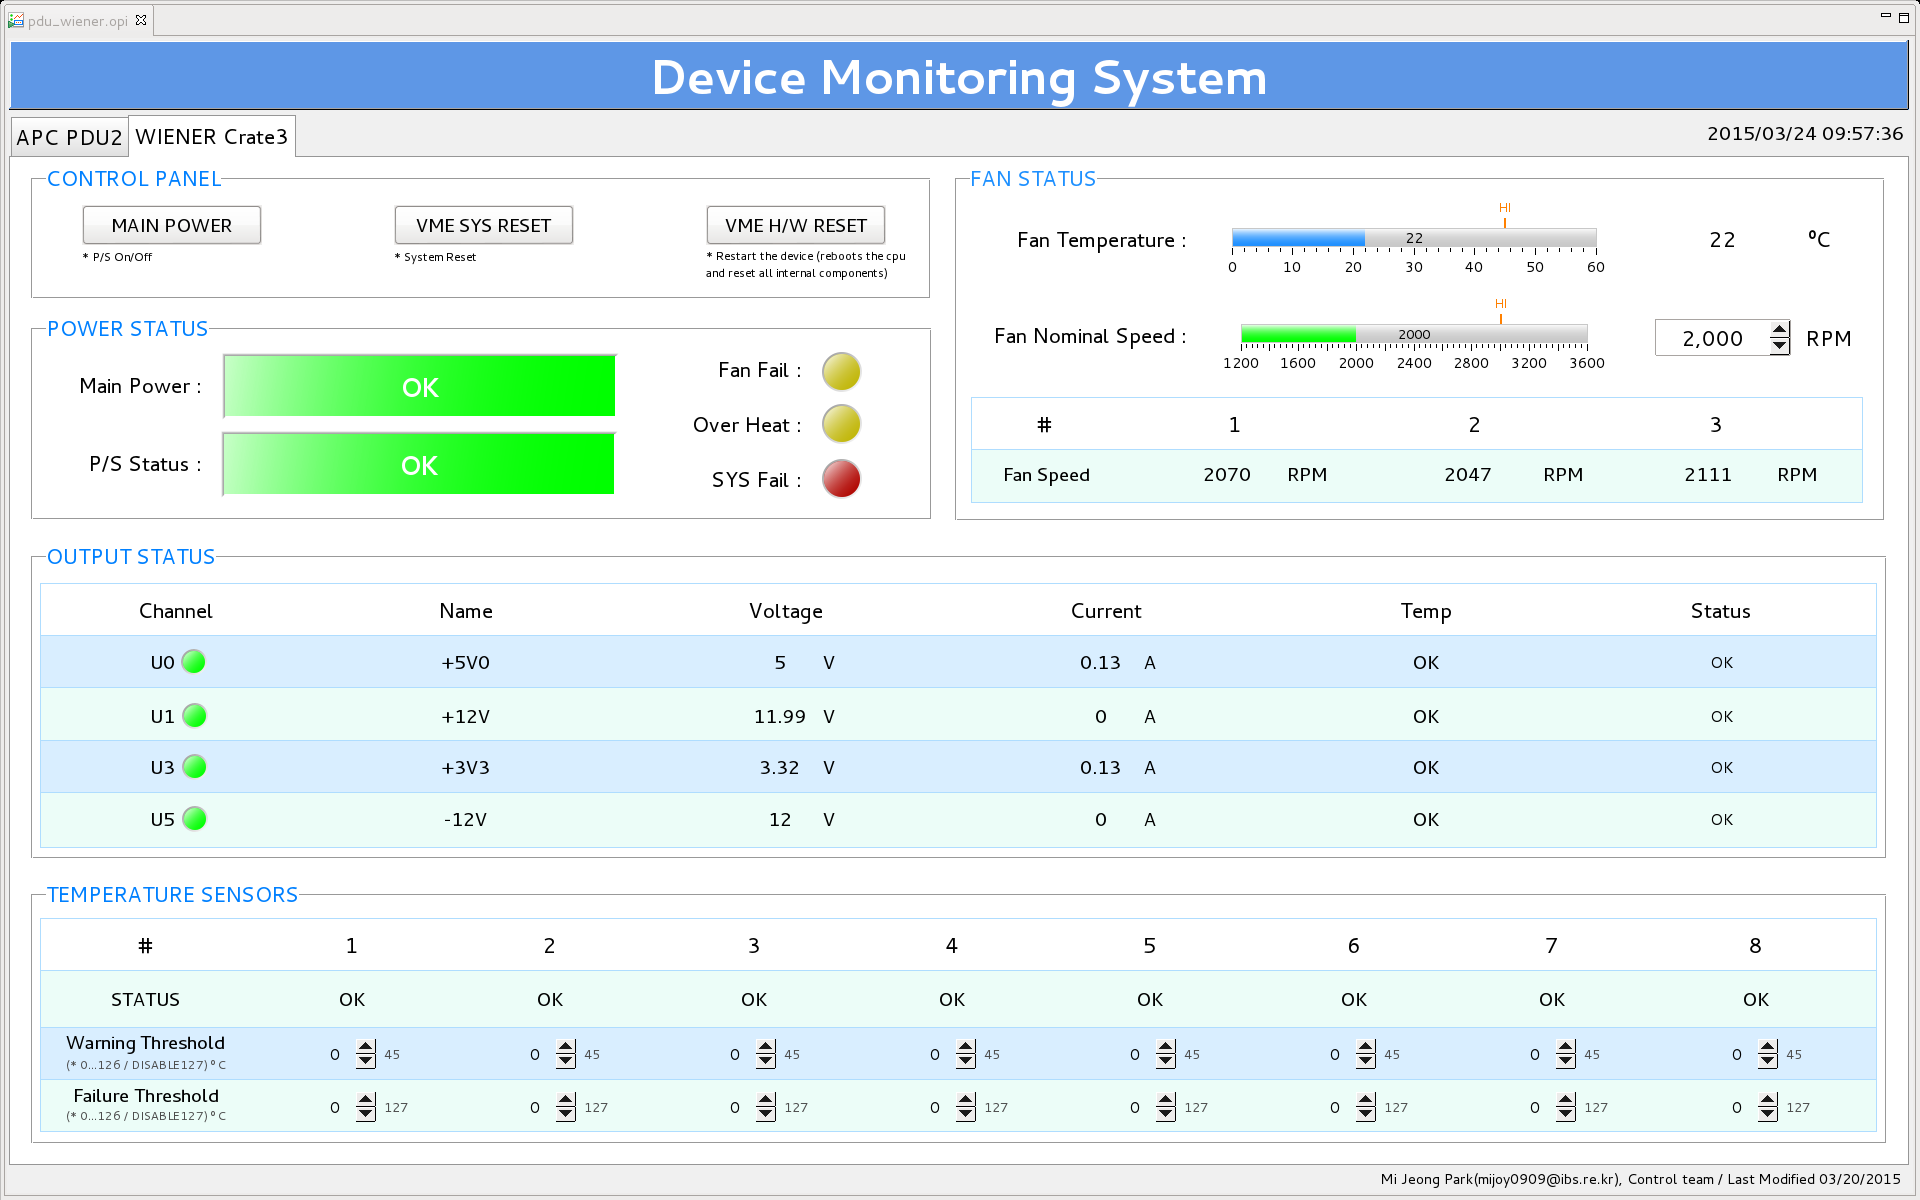 pdu_wiener.opi
Device Monitoring System
APC PDU2 WIENER Crate3 2015/03/24 09:57:36
CONTROL PANEL
MAIN POWER VME SYS RESET VME H/W RESET
* P/S On/Off * System Reset * Restart the device (reboots the cpu
and reset all internal components)
FAN STATUS
HI
Fan Temperature : 22 22 ºC
0 10 20 30 40 50 60
HI
Fan Nominal Speed : 2000 2,000 RPM
1200 1600 2000 2400 2800 3200 3600
# 1 2 3
Fan Speed 2070 RPM 2047 RPM 2111 RPM
POWER STATUS
Main Power : OK
P/S Status : OK
Fan Fail :
Over Heat :
SYS Fail :
OUTPUT STATUS
Channel Name Voltage Current Temp Status
U0 +5V0 5 V 0.13 A OK OK
U1 +12V 11.99 V 0 A OK OK
U3 +3V3 3.32 V 0.13 A OK OK
U5 -12V 12 V 0 A OK OK
TEMPERATURE SENSORS
# 1 2 3 4 5 6 7 8
STATUS OK OK OK OK OK OK OK OK
Warning Threshold 0 45 0 45 0 45 0 45 0 45 0 45 0 45 0 45
(* 0...126 / DISABLE127) º C
Failure Threshold 0 127 0 127 0 127 0 127 0 127 0 127 0 127 0 127
(* 0...126 / DISABLE127) º C
Mi Jeong Park(mijoy0909@ibs.re.kr), Control team / Last Modified 03/20/2015